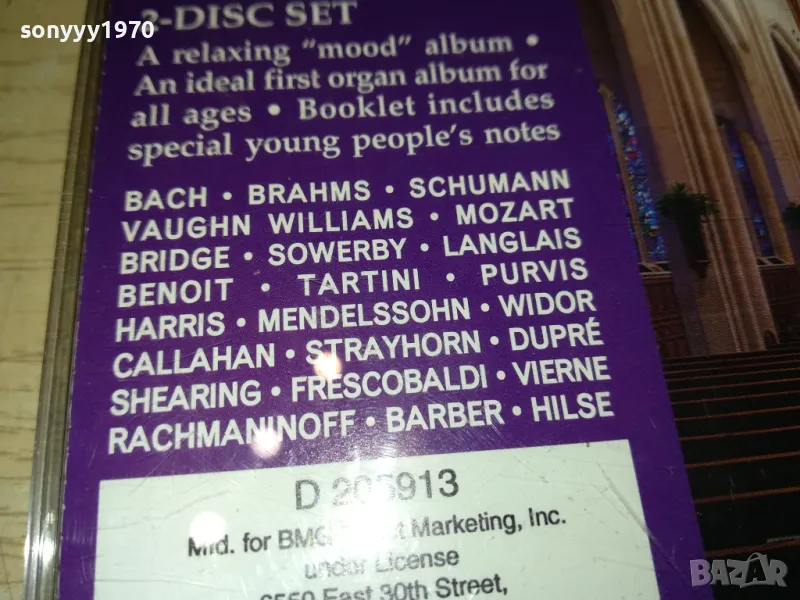 sonyyy1970
2-DISC SET
A relaxing "mood" album •
An ideal first organ album for
all ages • Booklet includes
special young people's notes
BACH • BRAHMS • SCHUMANN
VAUGHN WILLIAMS • MOZART
BRIDGE • SOWERBY • LANGLAIS
BENOIT • TARTINI • PURVIS
HARRIS • MENDELSSOHN • WIDOR
CALLAHAN • STRAYHORN • DUPRÉ
SHEARING • FRESCOBALDI • VIERNE
RACHMANINOFF • BARBER • HILSE
D 205913
Mfd. for BMG Marketing, Inc.
under License
6550 East 30th Street,
BAZAR